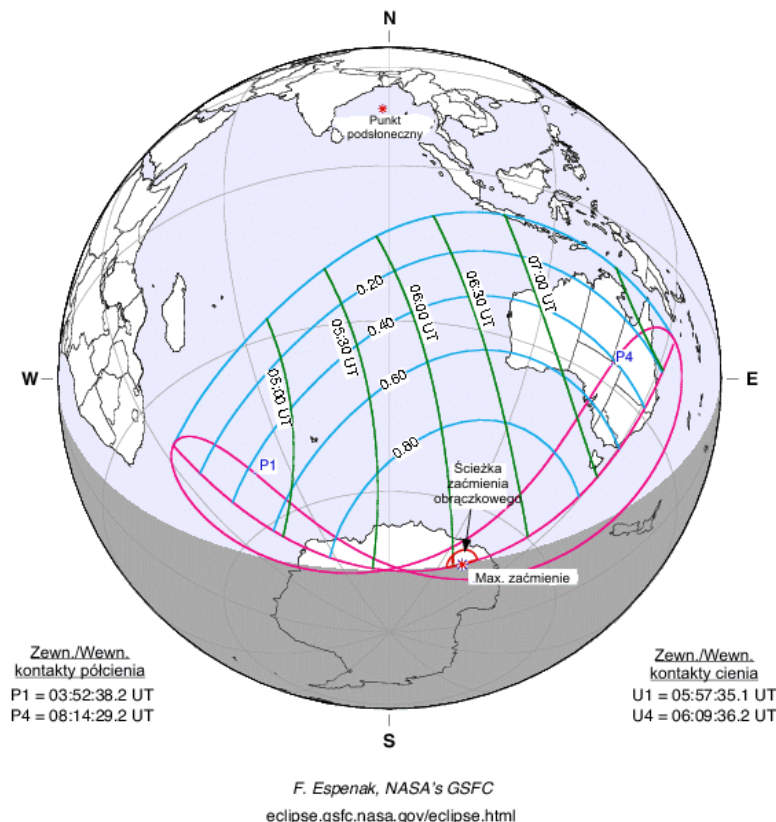 N
Punkt
podsłoneczny
0.20
07:00 UT
06:30 UT
06:00 UT
05:30 UT
0.40
P4
05:00 UT
0.60
W
E
0.80
P1
Ścieżka
zaćmienia
obrączkowego
Max. zaćmienie
Zewn./Wewn.
kontakty półcienia
P1 = 03:52:38.2 UT
P4 = 08:14:29.2 UT
Zewn./Wewn.
kontakty cienia
U1 = 05:57:35.1 UT
U4 = 06:09:36.2 UT
S
F. Espenak, NASA's GSFC
eclipse.gsfc.nasa.gov/eclipse.html